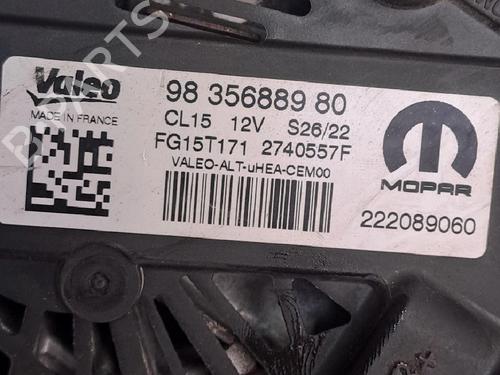 Valeo
MADE IN FRANCE
98 356889 80
CL15 12V S26/22
FG15T171 2740557F
VALEO-ALT-uHEA-CEM00
MOPAR
222089060
BPARTS